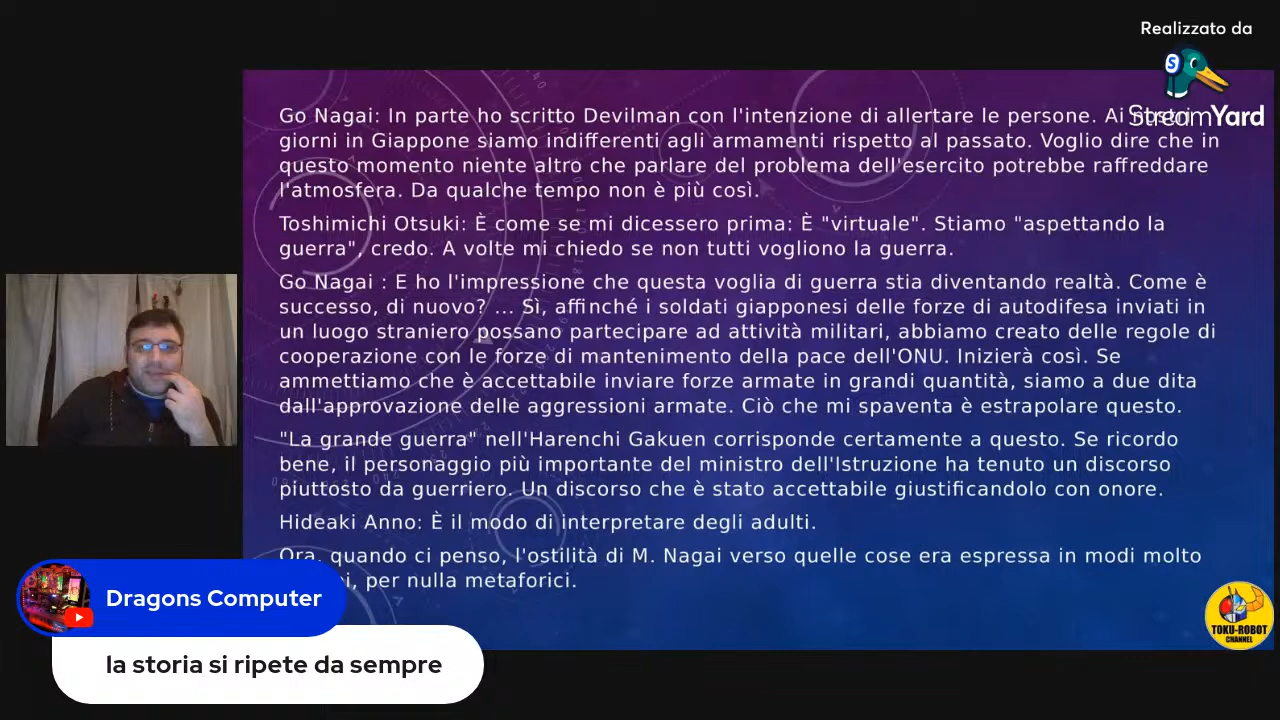 Realizzato da
StreamYard
Go Nagai: In parte ho scritto Devilman con l'intenzione di allertare le persone. Ai
giorni in Giappone siamo indifferenti agli armamenti rispetto al passato. Voglio dire che in
questo momento niente altro che parlare del problema dell'esercito potrebbe raffreddare
l'atmosfera. Da qualche tempo non è più così.
Toshimichi Otsuki: È come se mi dicessero prima: È "virtuale". Stiamo "aspettando la
guerra", credo. A volte mi chiedo se non tutti vogliono la guerra.
Go Nagai : E ho l'impressione che questa voglia di guerra stia diventando realtà. Come è
successo, di nuovo? ... Sì, affinché i soldati giapponesi delle forze di autodifesa inviati in
un luogo straniero possano partecipare ad attività militari, abbiamo creato delle regole di
cooperazione con le forze di mantenimento della pace dell'ONU. Inizierà così. Se
ammettiamo che è accettabile inviare forze armate in grandi quantità, siamo a due dita
dall'approvazione delle aggressioni armate. Ciò che mi spaventa è estrapolare questo.
"La grande guerra" nell'Harenchi Gakuen corrisponde certamente a questo. Se ricordo
bene, il personaggio più importante del ministro dell'Istruzione ha tenuto un discorso
piuttosto da guerriero. Un discorso che è stato accettabile giustificandolo con onore.
Hideaki Anno: È il modo di interpretare degli adulti.
Ora, quando ci penso, l'ostilità di M. Nagai verso quelle cose era espressa in modi molto
per nulla metaforici.
Dragons Computer
la storia si ripete da sempre
TOKU-ROBOT
CHANNEL